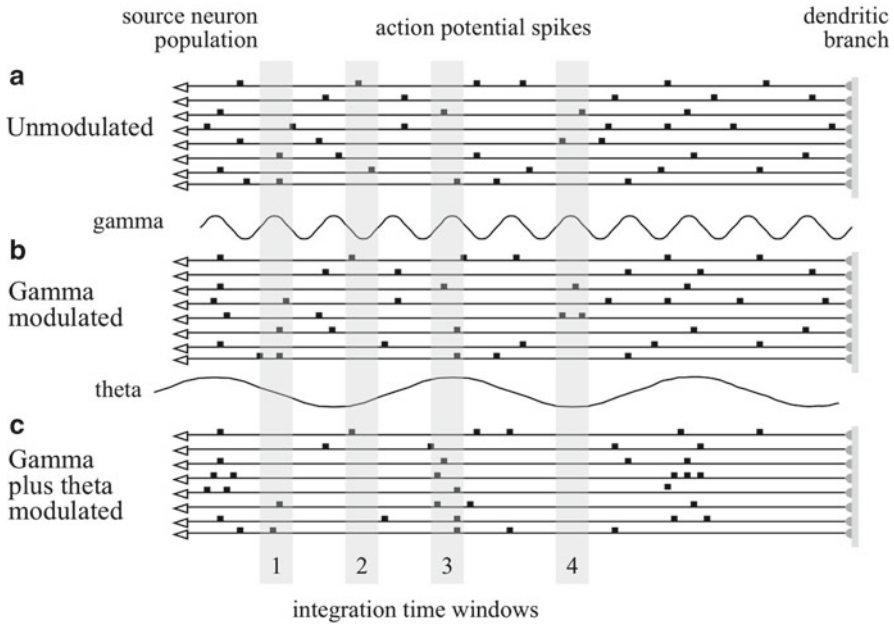 source neuron
population
action potential spikes
dendritic
branch
a
Unmodulated
gamma
b
Gamma
modulated
theta
c
Gamma
plus theta
modulated
1 2 3 4
integration time windows